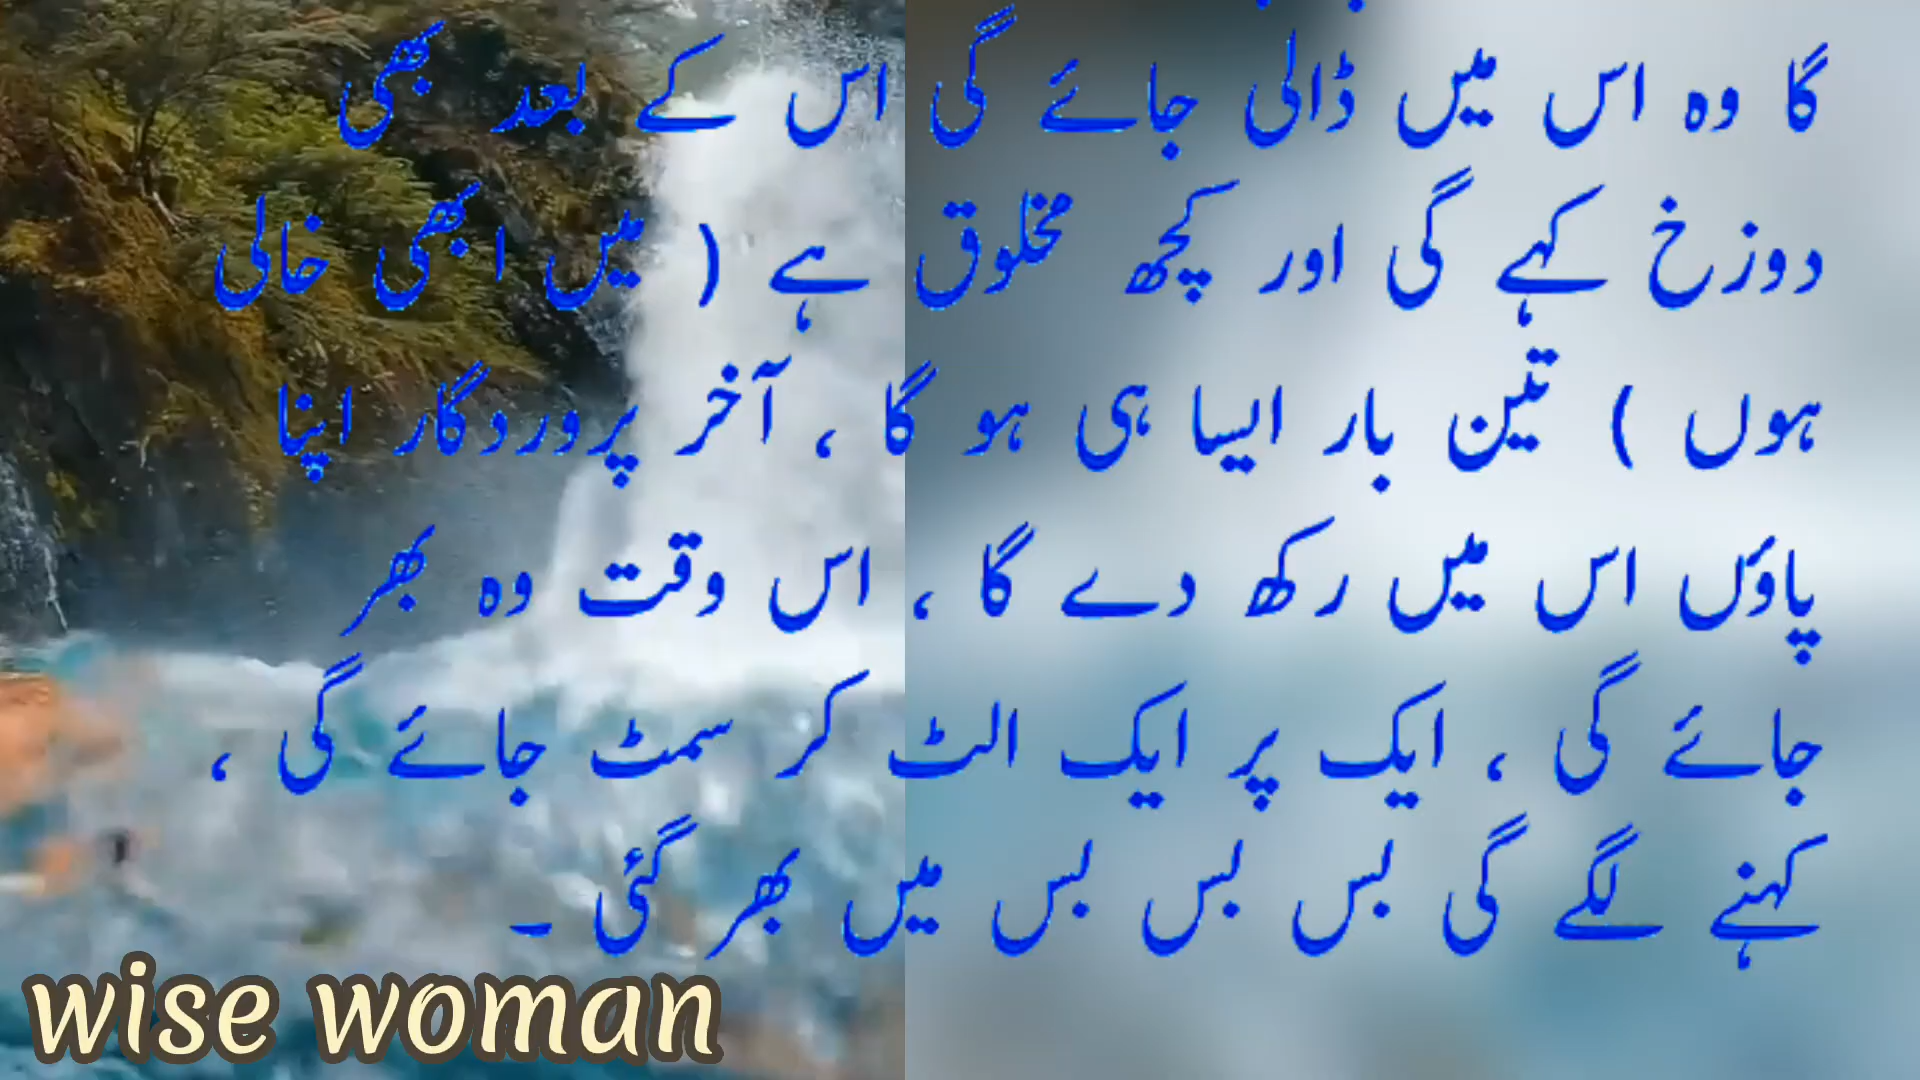 گا وہ اس میں ڈالی جائے گی اس کے بعد بھی
دوزخ کہے گی اور کچھ مخلوق ہے ( میں ابھی خالی
ہوں ) تین بار ایسا ہی ہو گا ، آخر پروردگار اپنا
پاؤں اس میں رکھ دے گا ، اس وقت وہ بھر
جائے گی ، ایک پر ایک الٹ کر سمٹ جائے گی ،
کہنے لگے گی بس بس بس میں بھر گئی ۔
wise woman